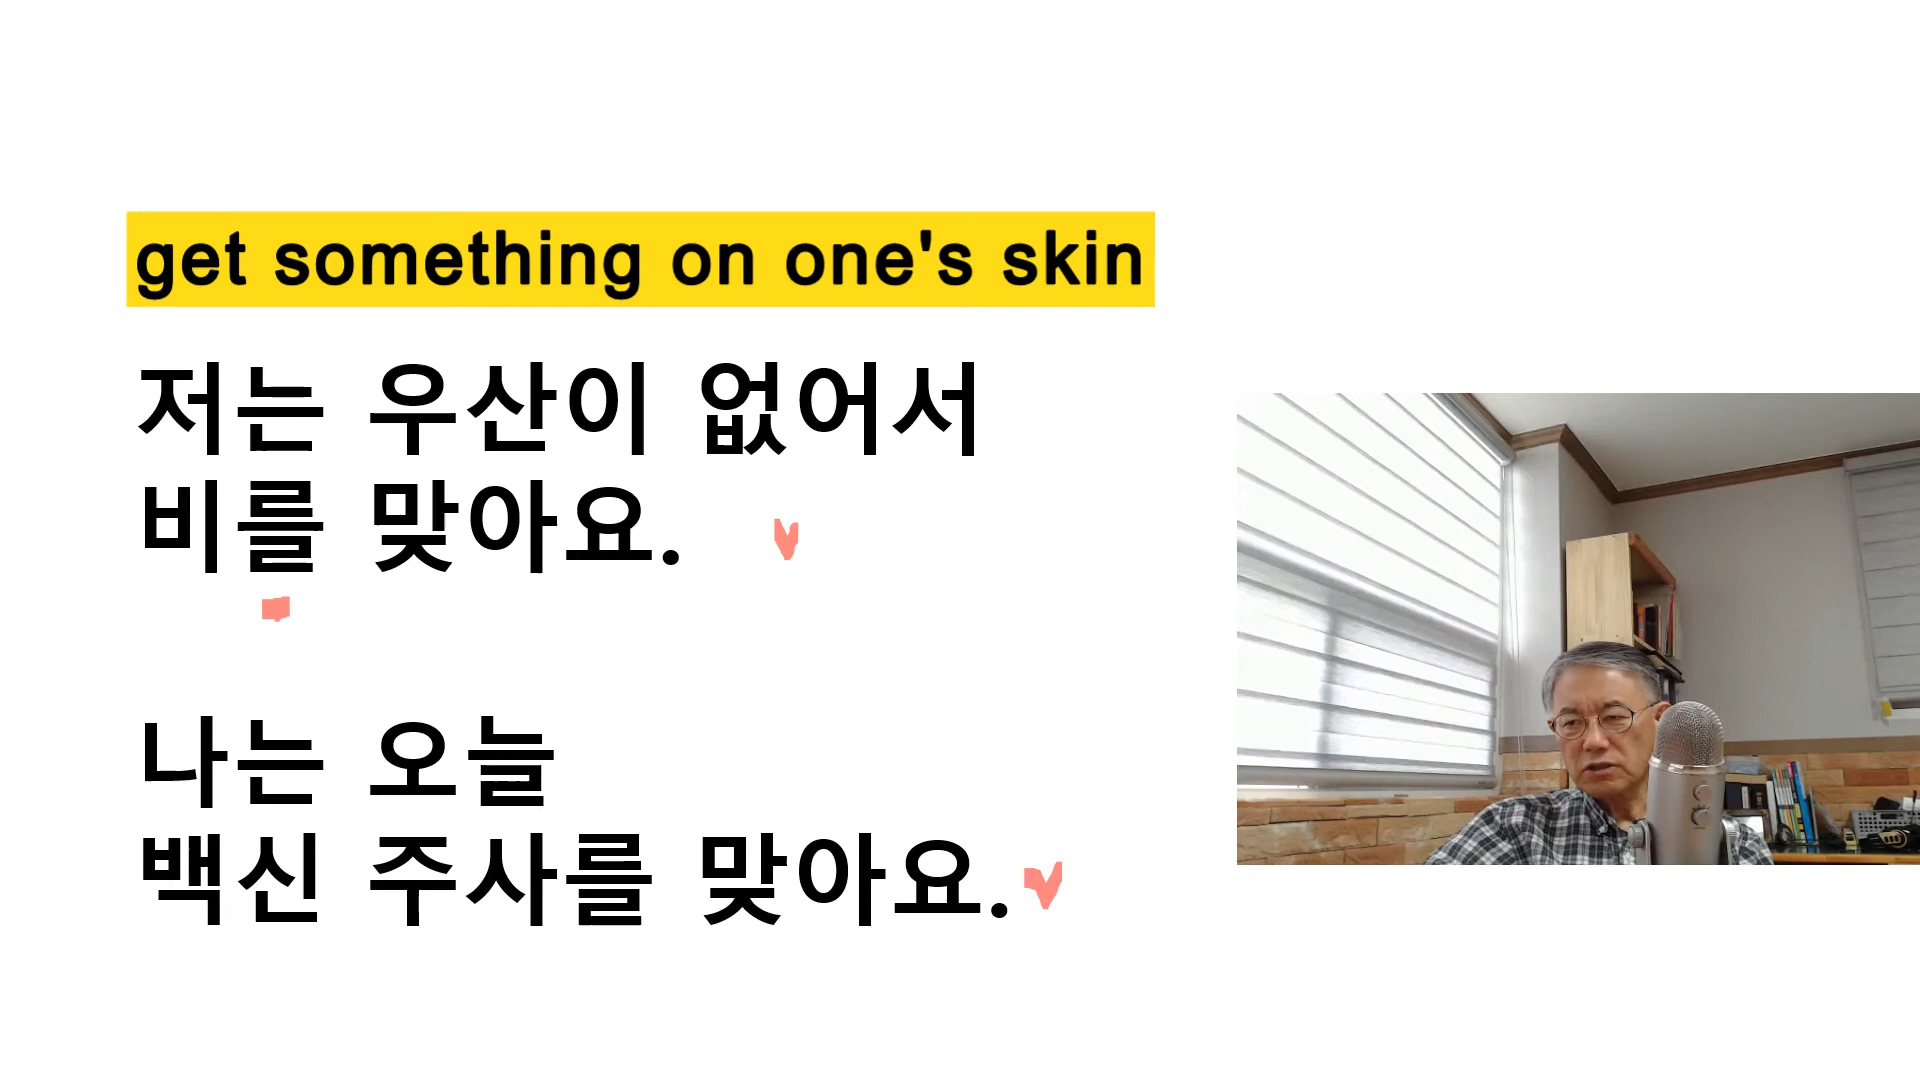 get something on one's skin
저는 우산이 없어서
비를 맞아요.
나는 오늘
백신 주사를 맞아요.